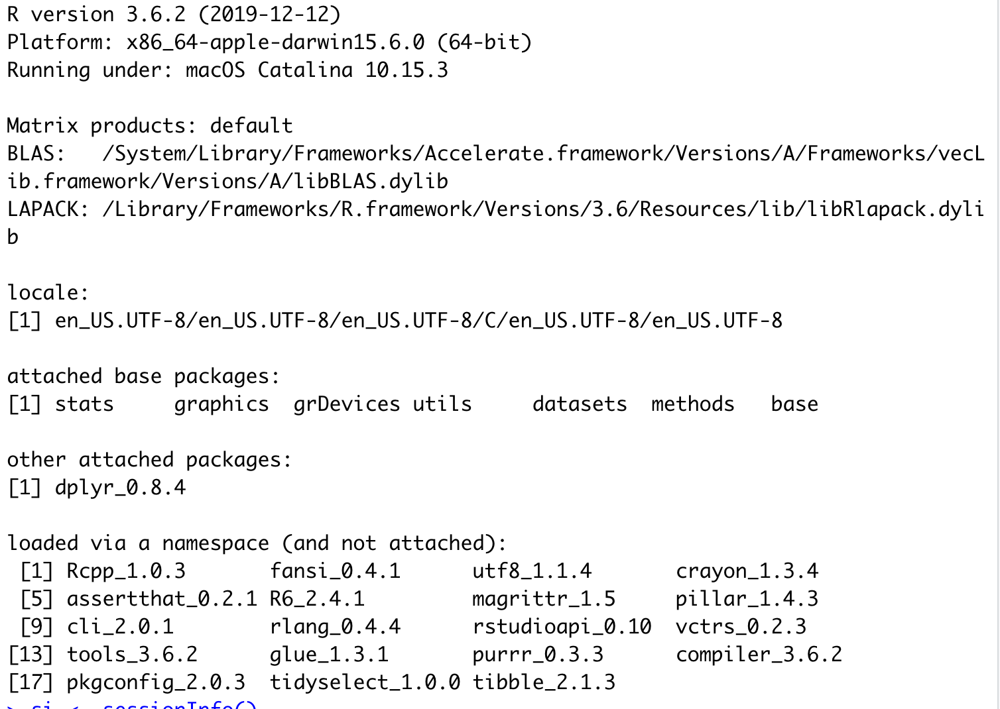 R version 3.6.2 (2019-12-12)
Platform: x86_64-apple-darwin15.6.0 (64-bit)
Running under: macOS Catalina 10.15.3

Matrix products: default
BLAS:   /System/Library/Frameworks/Accelerate.framework/Versions/A/Frameworks/vecL
ib.framework/Versions/A/libBLAS.dylib
LAPACK: /Library/Frameworks/R.framework/Versions/3.6/Resources/lib/libRlapack.dyli
b

locale:
[1] en_US.UTF-8/en_US.UTF-8/en_US.UTF-8/C/en_US.UTF-8/en_US.UTF-8

attached base packages:
[1] stats     graphics  grDevices utils     datasets  methods   base

other attached packages:
[1] dplyr_0.8.4

loaded via a namespace (and not attached):
 [1] Rcpp_1.0.3       fansi_0.4.1      utf8_1.1.4       crayon_1.3.4
 [5] assertthat_0.2.1 R6_2.4.1         magrittr_1.5     pillar_1.4.3
 [9] cli_2.0.1        rlang_0.4.4      rstudioapi_0.10  vctrs_0.2.3
[13] tools_3.6.2      glue_1.3.1       purrr_0.3.3      compiler_3.6.2
[17] pkgconfig_2.0.3  tidyselect_1.0.0 tibble_2.1.3
> si <- sessionInfo()